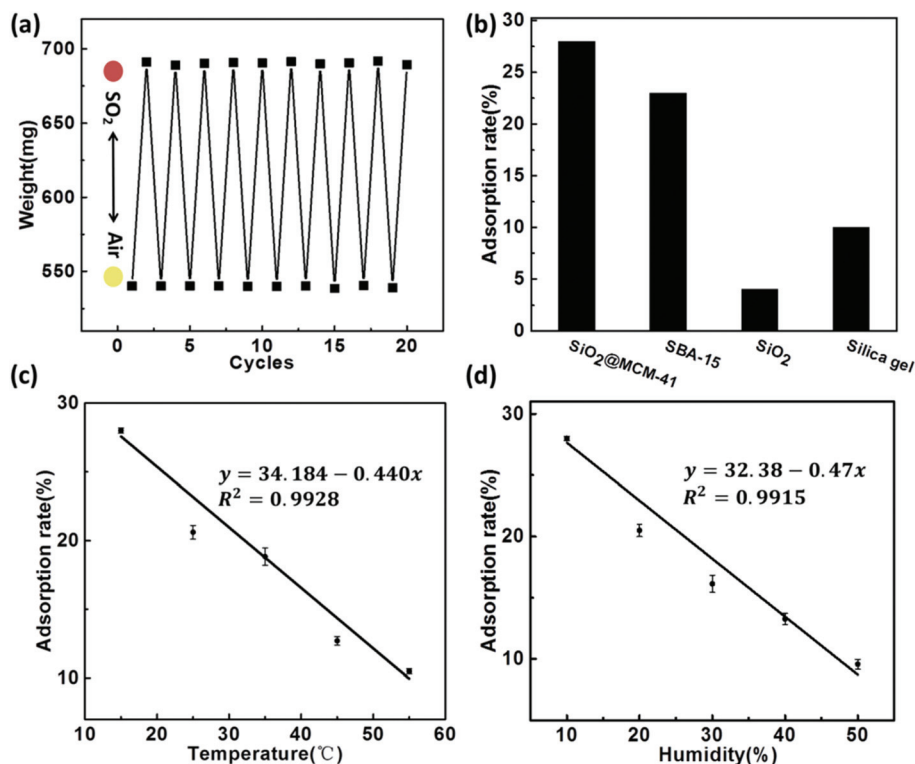 (a)
700
650
600
550
Weight(mg)
SO2
Air
0
5
10
15
20
Cycles
(b)
30
25
20
15
10
5
0
Adsorption rate(%)
SiO2@MCM-41
SBA-15
SiO2
Silica gel
(c)
30
20
10
Adsorption rate(%)
y = 34.184−0.440x
R² = 0.9928
10
20
30
40
50
60
Temperature(℃)
(d)
30
20
10
Adsorption rate(%)
y = 32.38−0.47x
R² = 0.9915
10
20
30
40
50
Humidity(%)